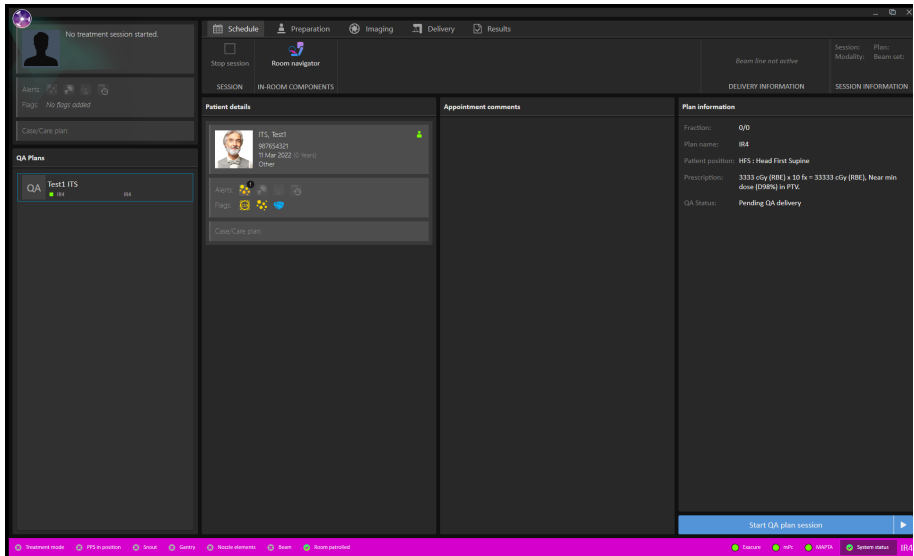 No treatment session started.
Alerts:
Flags: No flags added
Case/Care plan:
QA Plans
QA
Test1 ITS
IR4 IR4
Schedule Preparation Imaging Delivery Results
Stop session
Room navigator
SESSION
IN-ROOM COMPONENTS
Beam line not active
DELIVERY INFORMATION
Session: Plan:
Modality: Beam set:
SESSION INFORMATION
Patient details
ITS, Test1
987654321
11 Mar 2022 (0 Years)
Other
Alerts:
1
Flags:
Case/Care plan:
Appointment comments
Plan information
Fraction: 0/0
Plan name: IR4
Patient position: HFS : Head First Supine
Prescription: 3333 cGy (RBE) x 10 fx = 33333 cGy (RBE), Near min
dose (D98%) in PTV.
QA Status: Pending QA delivery
Start QA plan session
Treatment mode PPS in position Snout Gantry Nozzle elements Beam Room patrolled
Exacure mPc MAPTA System status IR4